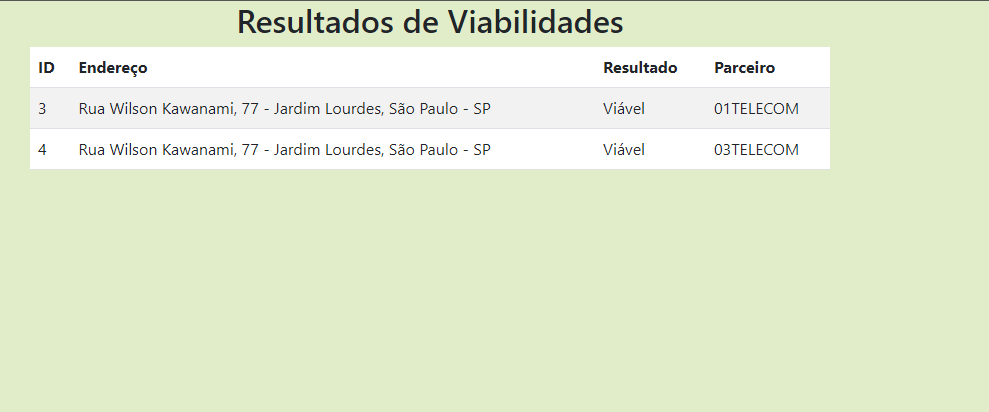 Resultados de Viabilidades
ID Endereço Resultado Parceiro
3 Rua Wilson Kawanami, 77 - Jardim Lourdes, São Paulo - SP Viável 01TELECOM
4 Rua Wilson Kawanami, 77 - Jardim Lourdes, São Paulo - SP Viável 03TELECOM